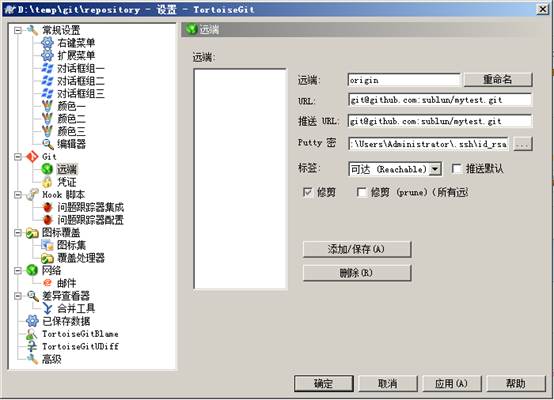 D:\temp\git\repository - 设置 - TortoiseGit
常规设置
右键菜单
扩展菜单
对话框组一
对话框组二
对话框三
颜色一
颜色二
颜色三
编辑器
Git
远端
凭证
Hook 脚本
问题跟踪器集成
问题跟踪器配置
图标覆盖
图标集
覆盖处理器
网络
邮件
差异查看器
合并工具
已保存数据
TortoiseGitBlame
TortoiseGitUDiff
高级
远端
远端:
远端: origin 重命名
URL: git@github.com:sublun/mytest.git
推送 URL: git@github.com:sublun/mytest.git
Putty 密 :\Users\Administrator\.ssh\id_rsa ...
标签: 可达 (Reachable) 推送默认
修剪 修剪 (prune) (所有远
添加/保存(A)
删除(R)
确定 取消 应用(A) 帮助